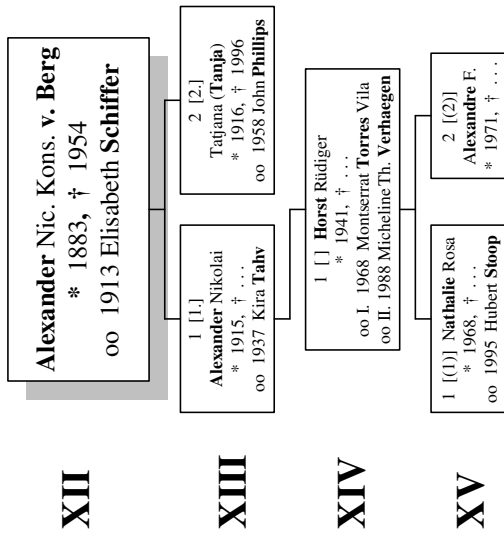 XII
Alexander Nic. Kons. v. Berg
* 1883, † 1954
oo 1913 Elisabeth Schiffer
XIII
1 [1.]
Alexander Nikolai
* 1915, † . . .
oo 1937 Kira Tahv
2 [2.]
Tatjana (Tanja)
* 1916, † 1996
oo 1958 John Phillips
XIV
1 [ ] Horst Rüdiger
* 1941, † . . .
oo I. 1968 Montserrat Torres Vila
oo II. 1988 Micheline Th. Verhaegen
XV
1 [(1)] Nathalie Rosa
* 1968, † . . .
oo 1995 Hubert Stoop
2 [(2)]
Alexandre F.
* 1971, † . . .